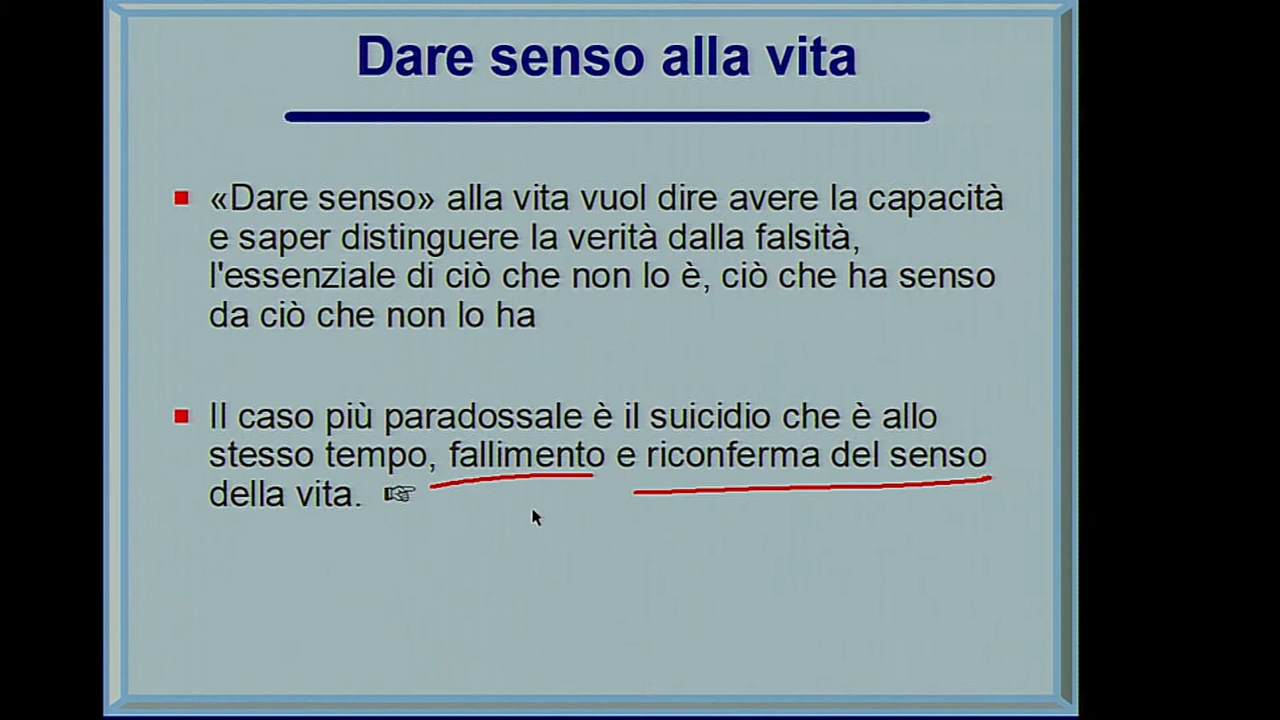 Dare senso alla vita
«Dare senso» alla vita vuol dire avere la capacità
e saper distinguere la verità dalla falsità,
l'essenziale di ciò che non lo è, ciò che ha senso
da ciò che non lo ha
Il caso più paradossale è il suicidio che è allo
stesso tempo, fallimento e riconferma del senso
della vita. ☞